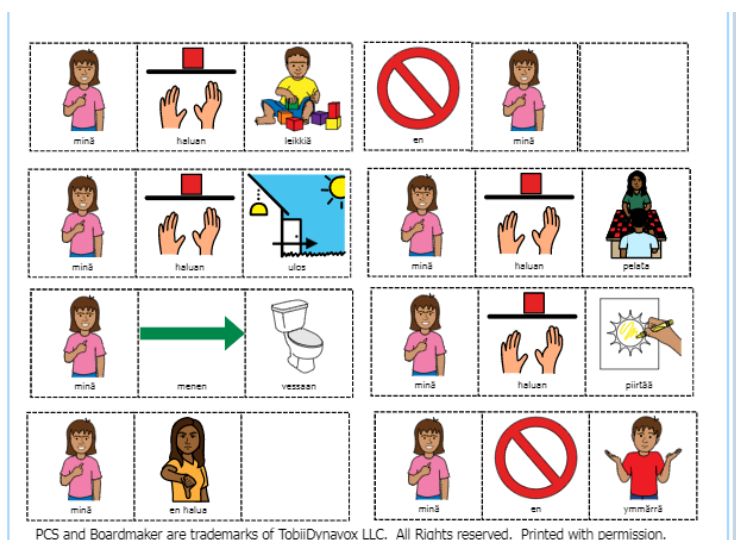 minä haluan leikkiä en minä
minä haluan ulos minä haluan pelata
minä menen vessaan minä haluan piirtää
minä en halua minä en ymmärrä
PCS and Boardmaker are trademarks of TobiiDynavox LLC. All Rights reserved. Printed with permission.